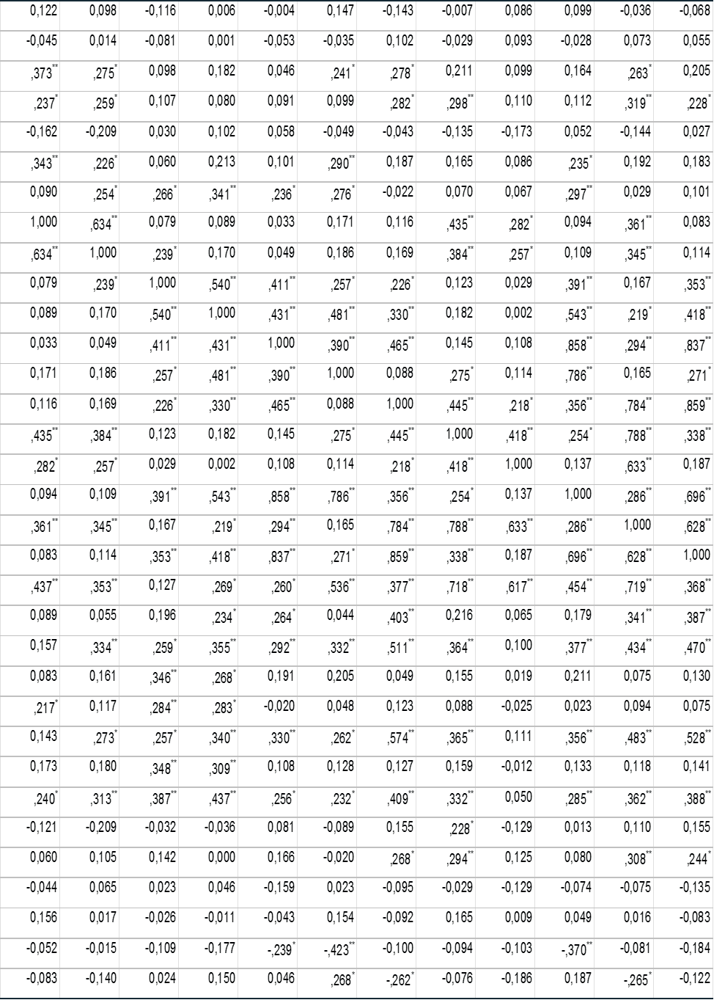 0,122 0,098 -0,116 0,006 -0,004 0,147 -0,143 -0,007 0,086 0,099 -0,036 -0,068
-0,045 0,014 -0,081 0,001 -0,053 -0,035 0,102 -0,029 0,093 -0,028 0,073 0,055
,373** ,275* 0,098 0,182 0,046 ,241* ,278* 0,211 0,099 0,164 ,263* 0,205
,237* ,259* 0,107 0,080 0,091 0,099 ,282* ,298** 0,110 0,112 ,319** ,228*
-0,162 -0,209 0,030 0,102 0,058 -0,049 -0,043 -0,135 -0,173 0,052 -0,144 0,027
,343** ,226* 0,060 0,213 0,101 ,290** 0,187 0,165 0,086 ,235* 0,192 0,183
0,090 ,254* ,266* ,341** ,236* ,276* -0,022 0,070 0,067 ,297** 0,029 0,101
1,000 ,634** 0,079 0,089 0,033 0,171 0,116 ,435** ,282* 0,094 ,361** 0,083
,634** 1,000 ,239* 0,170 0,049 0,186 0,169 ,384** ,257* 0,109 ,345** 0,114
0,079 ,239* 1,000 ,540** ,411** ,257* ,226* 0,123 0,029 ,391** 0,167 ,353**
0,089 0,170 ,540** 1,000 ,431** ,481** ,330** 0,182 0,002 ,543** ,219* ,418**
0,033 0,049 ,411** ,431** 1,000 ,390** ,465** 0,145 0,108 ,858** ,294** ,837**
0,171 0,186 ,257* ,481** ,390** 1,000 0,088 ,275* 0,114 ,786** 0,165 ,271*
0,116 0,169 ,226* ,330** ,465** 0,088 1,000 ,445** ,218* ,356** ,784** ,859**
,435** ,384** 0,123 0,182 0,145 ,275* ,445** 1,000 ,418** ,254* ,788** ,338**
,282* ,257* 0,029 0,002 0,108 0,114 ,218* ,418** 1,000 0,137 ,633** 0,187
0,094 0,109 ,391** ,543** ,858** ,786** ,356** ,254* 0,137 1,000 ,286** ,696**
,361** ,345** 0,167 ,219* ,294** 0,165 ,784** ,788** ,633** ,286** 1,000 ,628**
0,083 0,114 ,353** ,418** ,837** ,271* ,859** ,338** 0,187 ,696** ,628** 1,000
,437** ,353** 0,127 ,269* ,260* ,536** ,377** ,718** ,617** ,454** ,719** ,368**
0,089 0,055 0,196 ,234* ,264* 0,044 ,403** 0,216 0,065 0,179 ,341** ,387**
0,157 ,334** ,259* ,355** ,292** ,332** ,511** ,364** 0,100 ,377** ,434** ,470**
0,083 0,161 ,346** ,268* 0,191 0,205 0,049 0,155 0,019 0,211 0,075 0,130
,217* 0,117 ,284** ,283* -0,020 0,048 0,123 0,088 -0,025 0,023 0,094 0,075
0,143 ,273* ,257* ,340** ,330** ,262* ,574** ,365** 0,111 ,356** ,483** ,528**
0,173 0,180 ,348** ,309** 0,108 0,128 0,127 0,159 -0,012 0,133 0,118 0,141
,240* ,313** ,387** ,437** ,256* ,232* ,409** ,332** 0,050 ,285** ,362** ,388**
-0,121 -0,209 -0,032 -0,036 0,081 -0,089 0,155 ,228* -0,129 0,013 0,110 0,155
0,060 0,105 0,142 0,000 0,166 -0,020 ,268* ,294** 0,125 0,080 ,308** ,244*
-0,044 0,065 0,023 0,046 -0,159 0,023 -0,095 -0,029 -0,129 -0,074 -0,075 -0,135
0,156 0,017 -0,026 -0,011 -0,043 0,154 -0,092 0,165 0,009 0,049 0,016 -0,083
-0,052 -0,015 -0,109 -0,177 -,239* -,423** -0,100 -0,094 -0,103 -,370** -0,081 -0,184
-0,083 -0,140 0,024 0,150 0,046 ,268* -,262* -0,076 -0,186 0,187 -,265* -0,122